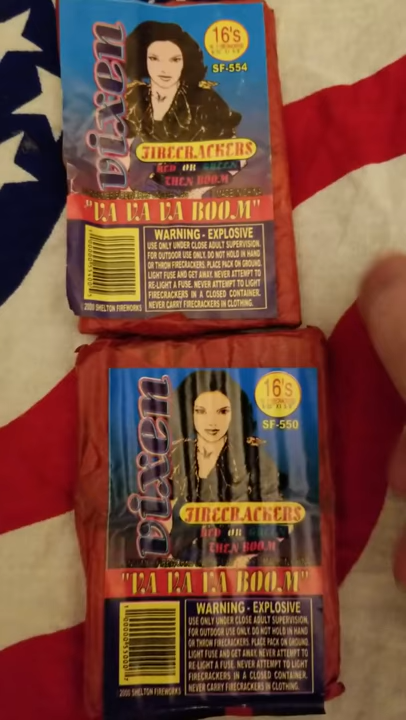 vixen
16's
SF-554
FIRECRACKERS
RED OR GREEN
THEN BOOM
"VA VA VA BOOM"
WARNING - EXPLOSIVE
USE ONLY UNDER CLOSE ADULT SUPERVISION.
FOR OUTDOOR USE ONLY. DO NOT HOLD IN HAND
OR THROW FIRECRACKERS. PLACE PACK ON GROUND.
LIGHT FUSE AND GET AWAY. NEVER ATTEMPT TO
RE-LIGHT A FUSE. NEVER ATTEMPT TO LIGHT
FIRECRACKERS IN A CLOSED CONTAINER.
NEVER CARRY FIRECRACKERS IN CLOTHING.
2000 SHELTON FIREWORKS
vixen
16's
SF-550
FIRECRACKERS
RED OR
THEN BOOM
"VA VA VA BOOM"
WARNING - EXPLOSIVE
USE ONLY UNDER CLOSE ADULT SUPERVISION.
FOR OUTDOOR USE ONLY. DO NOT HOLD IN HAND
OR THROW FIRECRACKERS. PLACE PACK ON GROUND.
LIGHT FUSE AND GET AWAY. NEVER ATTEMPT TO
RE-LIGHT A FUSE. NEVER ATTEMPT TO LIGHT
FIRECRACKERS IN A CLOSED CONTAINER.
NEVER CARRY FIRECRACKERS IN CLOTHING.
2000 SHELTON FIREWORKS